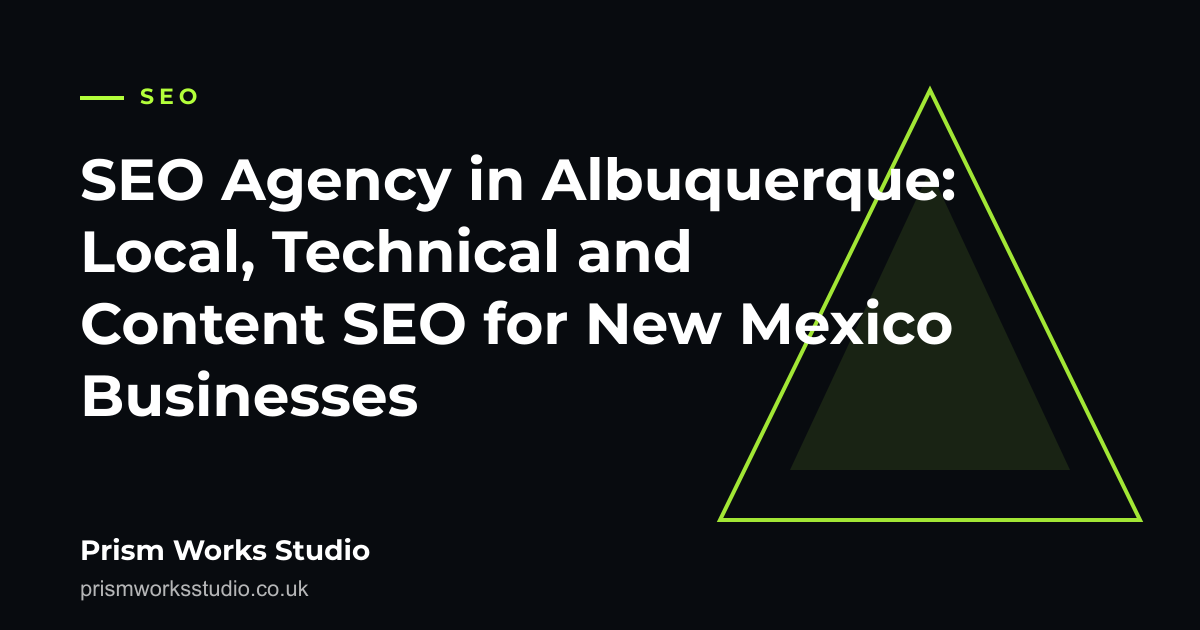 SEO
SEO Agency in Albuquerque:
Local, Technical and
Content SEO for New Mexico
Businesses
Prism Works Studio
prismworksstudio.co.uk